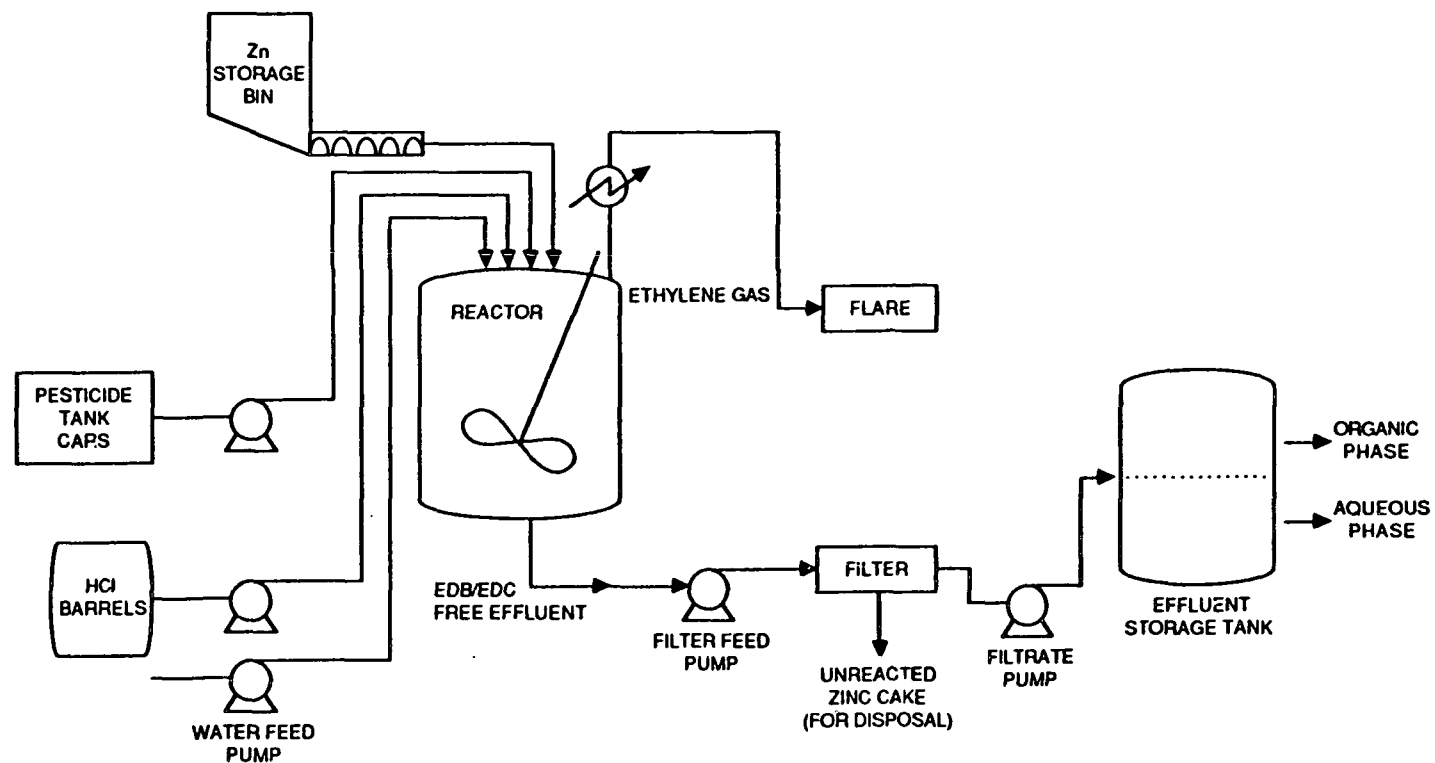 Zn
STORAGE
BIN
REACTOR
ETHYLENE GAS
FLARE
PESTICIDE
TANK
CARS
HCl
BARRELS
WATER FEED
PUMP
EDB/EDC
FREE EFFLUENT
FILTER FEED
PUMP
FILTER
UNREACTED
ZINC CAKE
(FOR DISPOSAL)
FILTRATE
PUMP
EFFLUENT
STORAGE TANK
ORGANIC
PHASE
AQUEOUS
PHASE